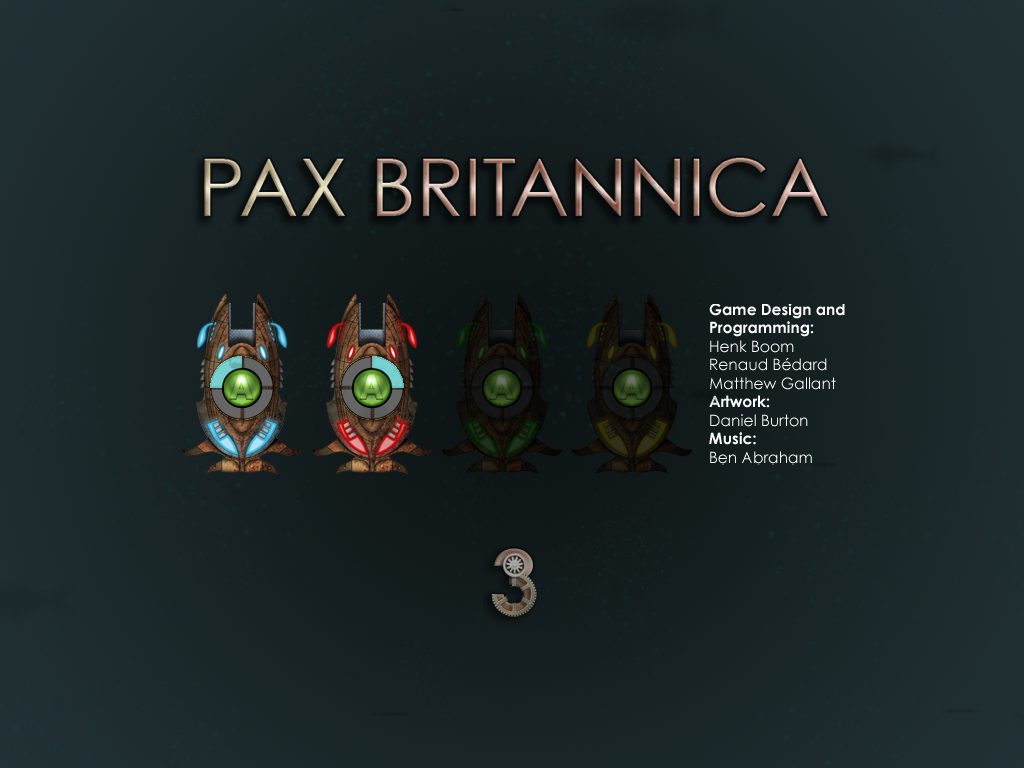 PAX BRITANNICA
A A A A
Game Design and
Programming:
Henk Boom
Renaud Bédard
Matthew Gallant
Artwork:
Daniel Burton
Music:
Ben Abraham
3